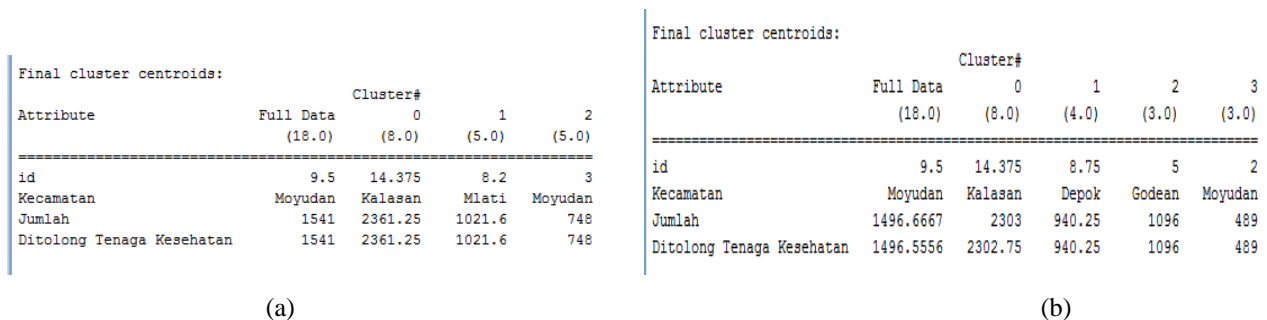 Final cluster centroids:
Cluster#
Attribute Full Data 0 1 2
(18.0) (8.0) (5.0) (5.0)
==========================================================================
id 9.5 14.375 8.2 3
Kecamatan Moyudan Kalasan Mlati Moyudan
Jumlah 1541 2361.25 1021.6 748
Ditolong Tenaga Kesehatan 1541 2361.25 1021.6 748
(a)
Final cluster centroids:
Cluster#
Attribute Full Data 0 1 2 3
(18.0) (8.0) (4.0) (3.0) (3.0)
====================================================================================
id 9.5 14.375 8.75 5 2
Kecamatan Moyudan Kalasan Depok Godean Moyudan
Jumlah 1496.6667 2303 940.25 1096 489
Ditolong Tenaga Kesehatan 1496.5556 2302.75 940.25 1096 489
(b)